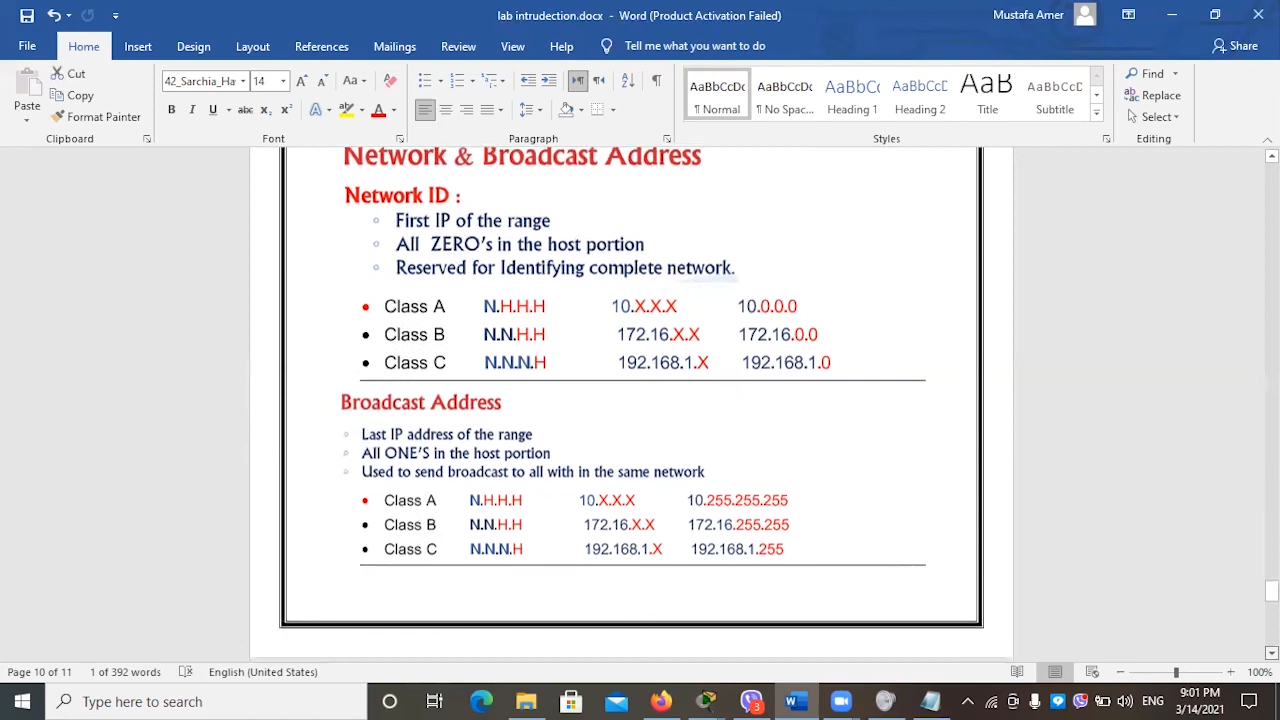 lab intrudection.docx - Word (Product Activation Failed)
Mustafa Amer
File Home Insert Design Layout References Mailings Review View Help Tell me what you want to do Share
Paste
Cut
Copy
Format Painter
Clipboard
42_Sarchia_Ha 14
Font
Paragraph
AaBbCcDc ¶ Normal
AaBbCcDc ¶ No Spac...
AaBbCc Heading 1
AaBbCcC Heading 2
AaB Title
AaBbCcC Subtitle
Styles
Find
Replace
Select
Editing
Network & Broadcast Address
Network ID :
First IP of the range
All ZERO's in the host portion
Reserved for Identifying complete network.
Class A N.H.H.H 10.X.X.X 10.0.0.0
Class B N.N.H.H 172.16.X.X 172.16.0.0
Class C N.N.N.H 192.168.1.X 192.168.1.0
Broadcast Address
Last IP address of the range
All ONE'S in the host portion
Used to send broadcast to all with in the same network
Class A N.H.H.H 10.X.X.X 10.255.255.255
Class B N.N.H.H 172.16.X.X 172.16.255.255
Class C N.N.N.H 192.168.1.X 192.168.1.255
Page 10 of 11 1 of 392 words English (United States) 100%
Type here to search
3
ENG
9:01 PM
3/14/2021